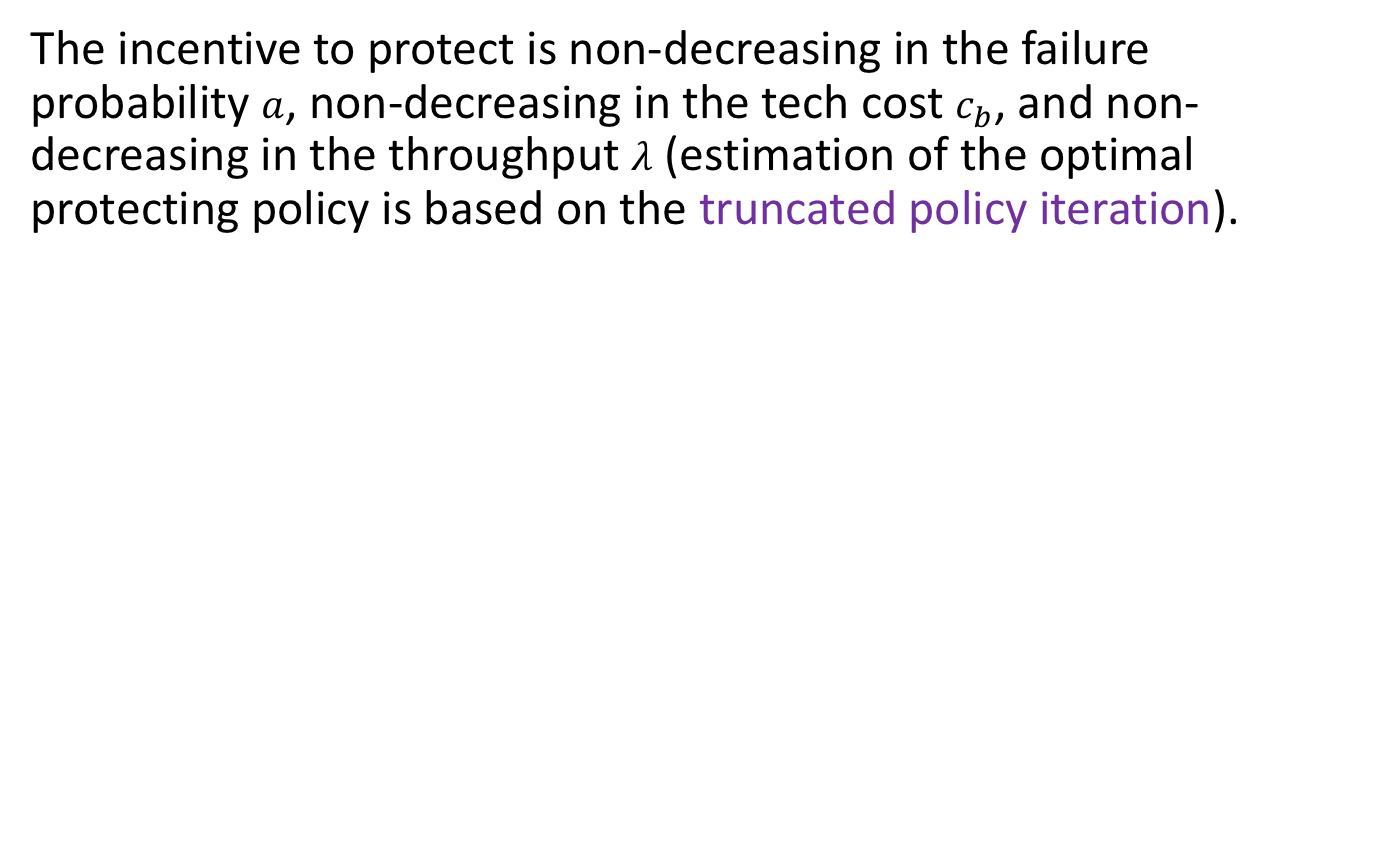 The incentive to protect is non-decreasing in the failure
probability 𝑎, non-decreasing in the tech cost 𝑐_𝑏, and non-
decreasing in the throughput 𝜆 (estimation of the optimal
protecting policy is based on the truncated policy iteration).